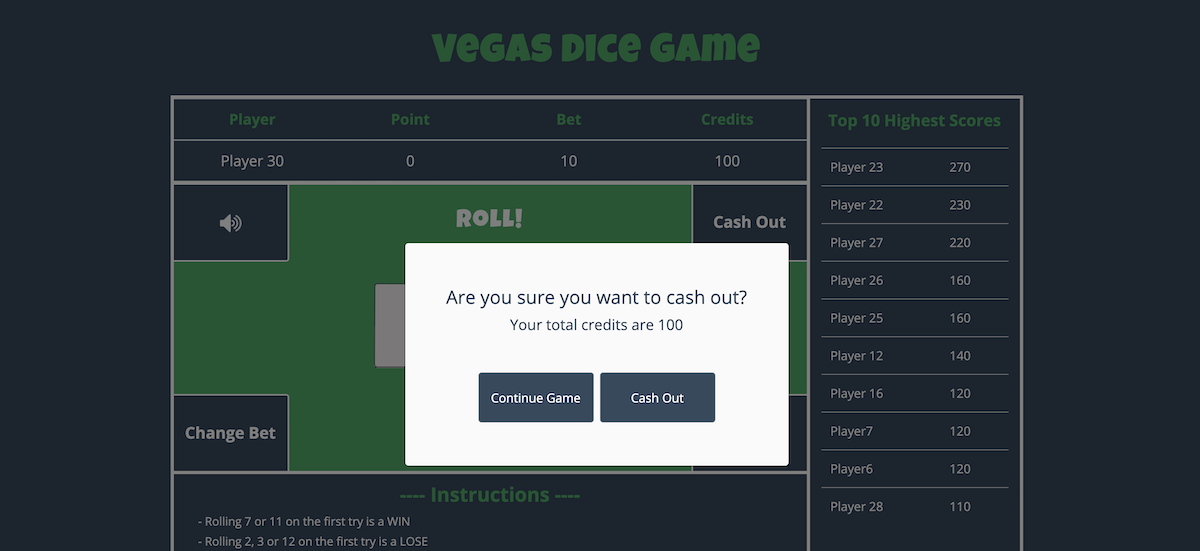 VEGAS DICE GAME
Player Point Bet Credits
Player 30 0 10 100
ROLL!
Cash Out
Are you sure you want to cash out?
Your total credits are 100
Continue Game Cash Out
Change Bet
---- Instructions ----
- Rolling 7 or 11 on the first try is a WIN
- Rolling 2, 3 or 12 on the first try is a LOSE
Top 10 Highest Scores
Player 23 270
Player 22 230
Player 27 220
Player 26 160
Player 25 160
Player 12 140
Player 16 120
Player7 120
Player6 120
Player 28 110